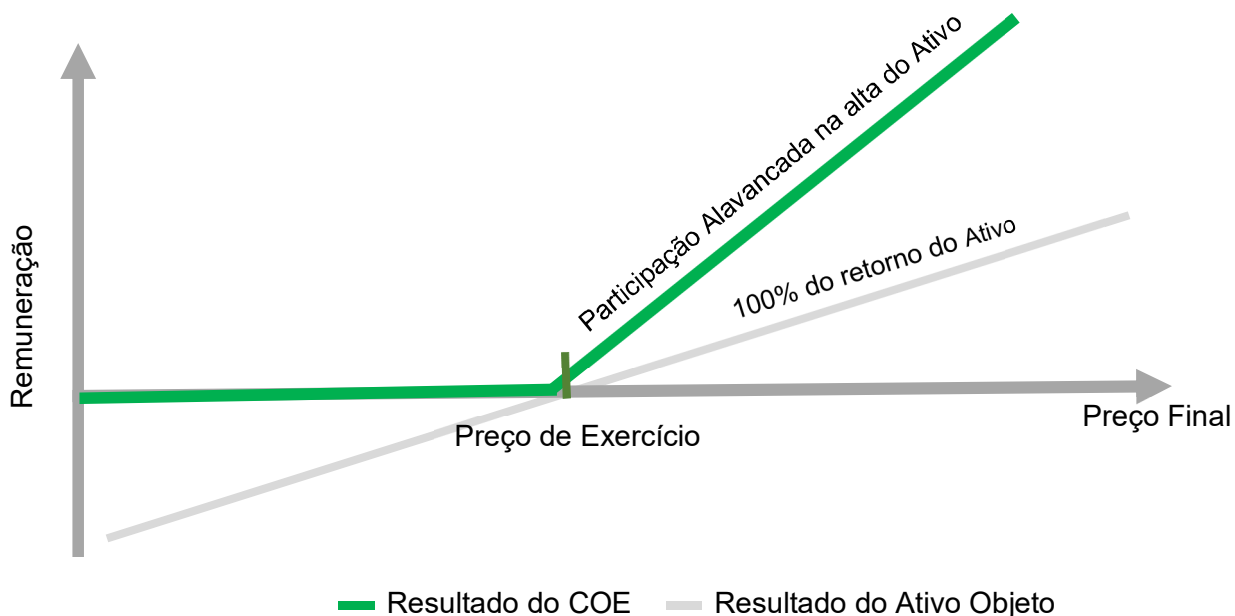 Remuneração
Participação Alavancada na alta do Ativo
100% do retorno do Ativo
Preço de Exercício
Preço Final
Resultado do COE
Resultado do Ativo Objeto